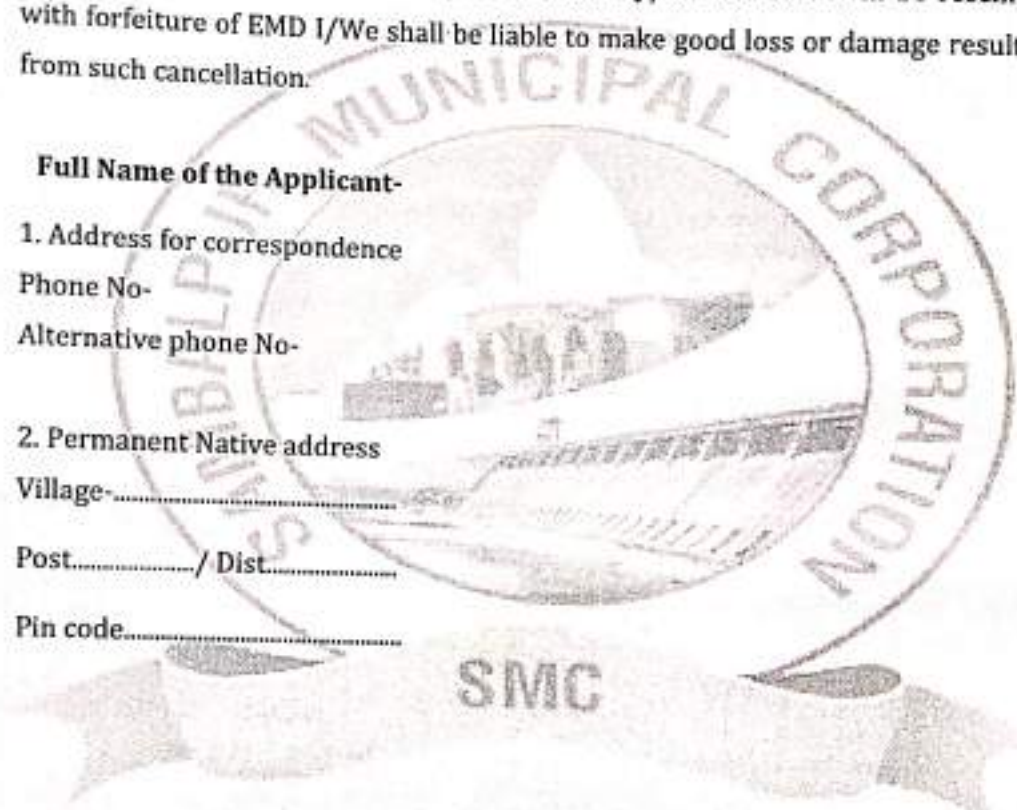 with forfeiture of EMD I/We shall be liable to make good loss or damage result
from such cancellation.
Full Name of the Applicant-
1. Address for correspondence
Phone No-
Alternative phone No-
2. Permanent Native address
Village-..................................................
Post...................../ Dist.......................
Pin code..................................................
SAMBALPUR MUNICIPAL CORPORATION
SMC